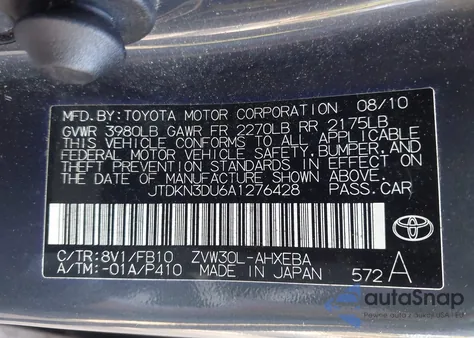 MFD.BY:TOYOTA MOTOR CORPORATION 08/10
GVWR 3980LB GAWR FR 2270LB RR 2175LB
THIS VEHICLE CONFORMS TO ALL APPLICABLE
FEDERAL MOTOR VEHICLE SAFETY,BUMPER,AND
THEFT PREVENTION STANDARDS IN EFFECT ON
THE DATE OF MANUFACTURE SHOWN ABOVE.
JTDKN3DU6A1276428 PASS.CAR
TOYOTA
C/TR:8V1/FB10 ZVW30L-AHXEBA
A/TM:-01A/P410 MADE IN JAPAN 572 A
autoSnap